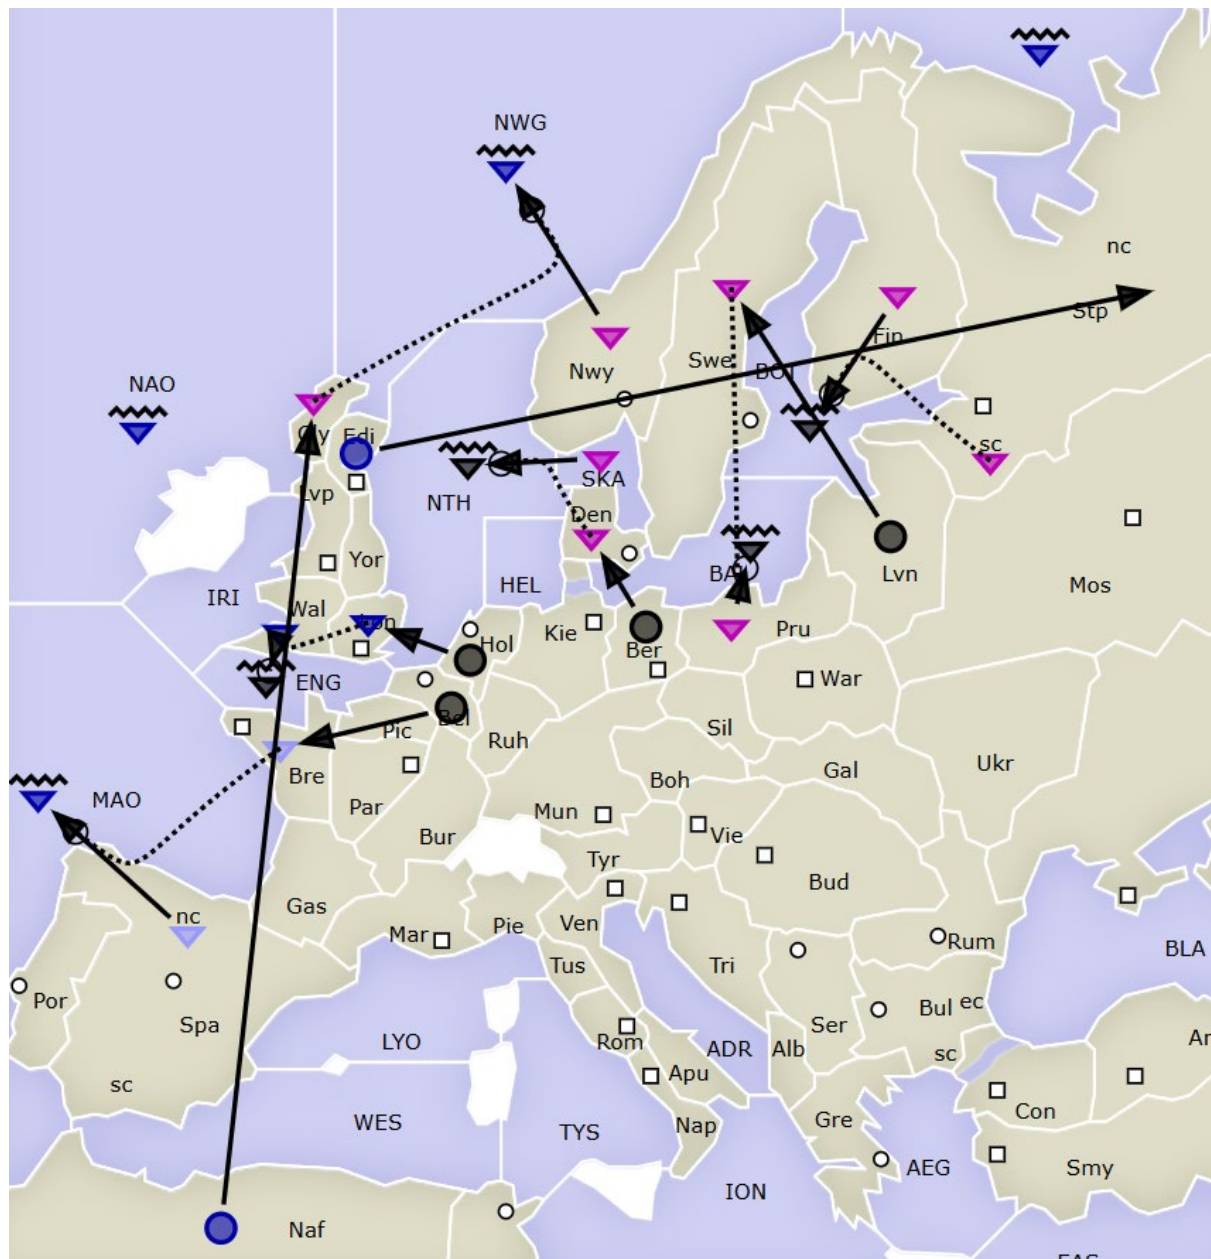 NWG
nc
Stp
NAO
Fin
BOT
Swe
Nwy
Cly
Edi
sc
SKA
Lvp
NTH
Den
Yor
Lvn
BAL
Mos
HEL
IRI
Wal
Lon
Kie
Pru
Hol
Ber
ENG
War
Bel
Pic
Sil
Ruh
Ukr
Bre
Boh
Gal
MAO
Par
Mun
Vie
Bur
Tyr
Bud
Gas
nc
Pie
Ven
Mar
Rum
BLA
Tus
Tri
Por
Bul
ec
Spa
Ser
Rom
LYO
ADR
Alb
sc
Apu
sc
Con
Gre
WES
Nap
TYS
AEG
Smy
ION
Naf